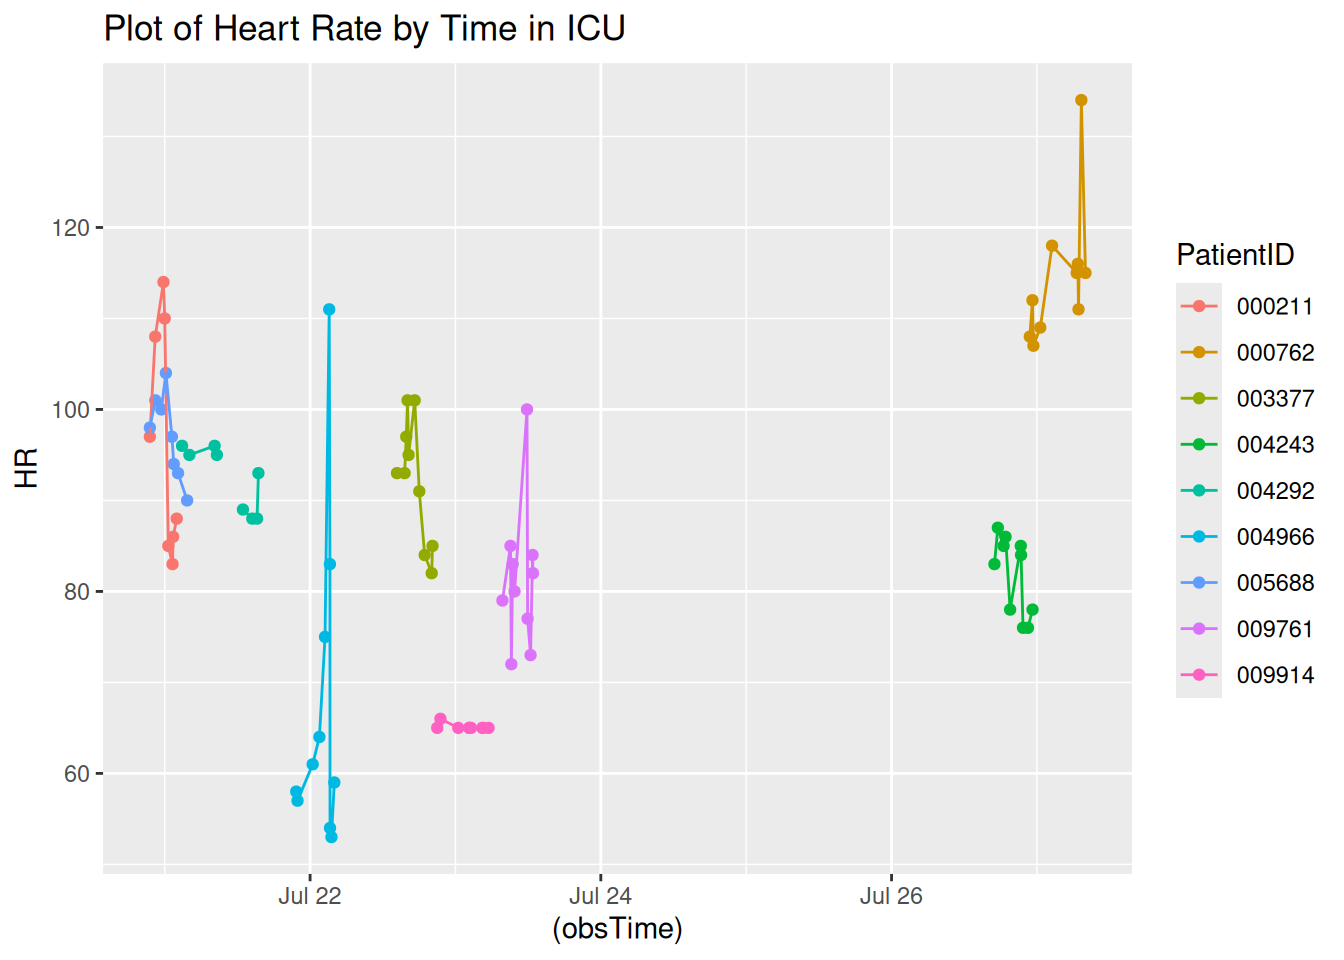 Plot of Heart Rate by Time in ICU
HR
120
100
80
60
Jul 22
Jul 24
Jul 26
(obsTime)
PatientID
000211
000762
003377
004243
004292
004966
005688
009761
009914